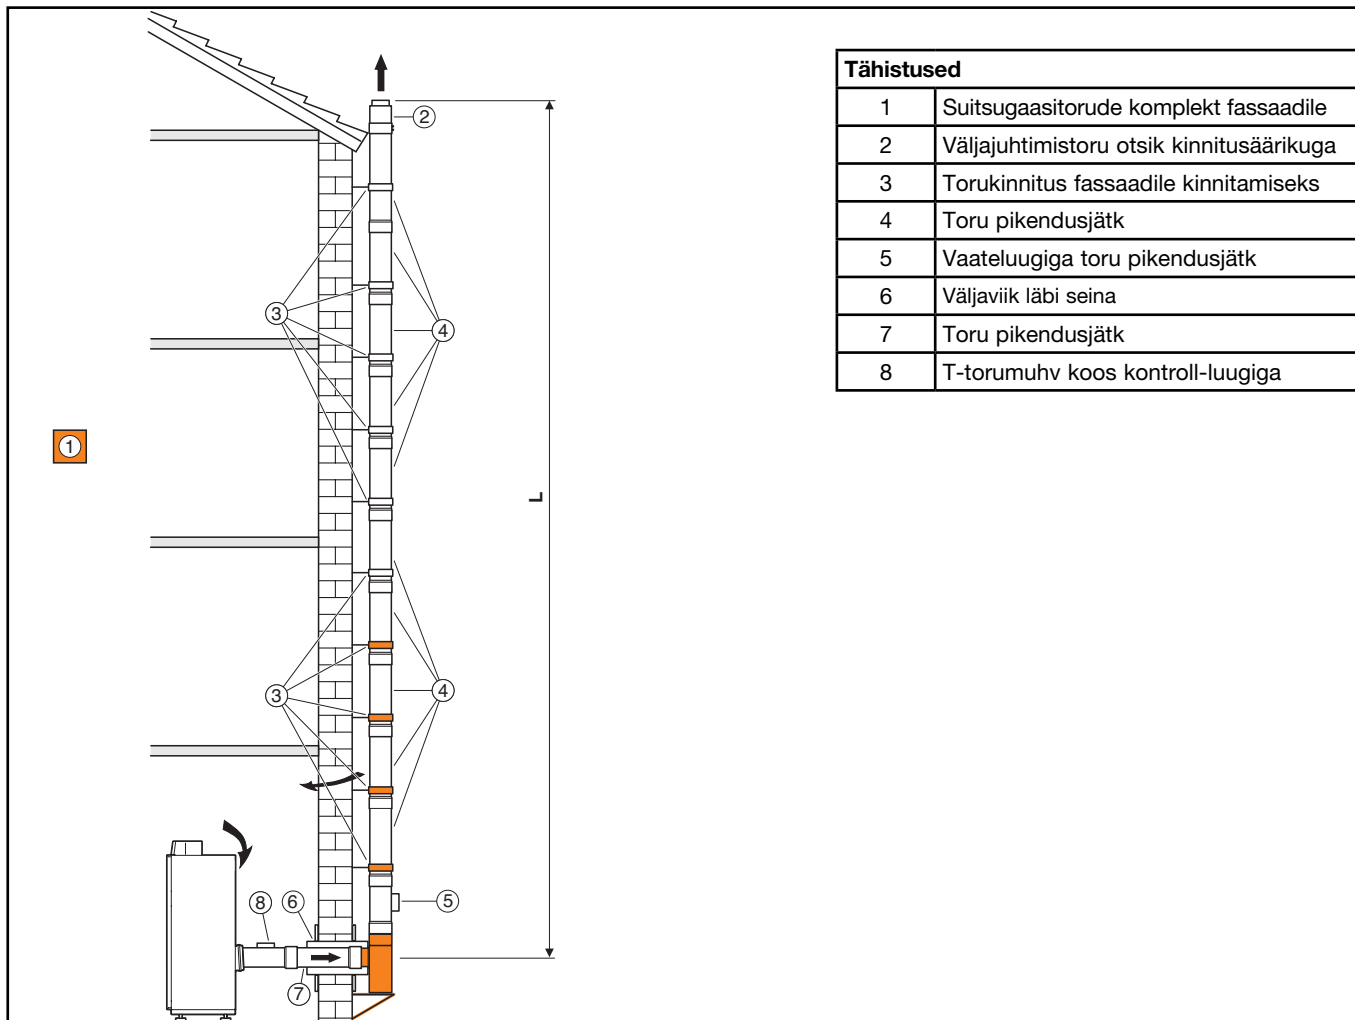 Tähistused
1 Suitsugaasitorude komplekt fassaadile
2 Väljajuhtimistoru otsik kinnitusäärikuga
3 Torukinnitus fassaadile kinnitamiseks
4 Toru pikendusjätk
5 Vaateluugiga toru pikendusjätk
6 Väljaviik läbi seina
7 Toru pikendusjätk
8 T-torumuhv koos kontroll-luugiga
2
3
4
1
L
3
4
8
6
5
7